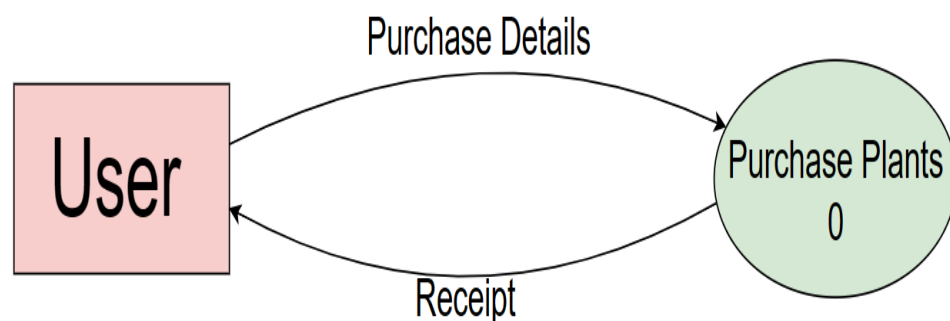 Purchase Details
User
Purchase Plants
0
Receipt